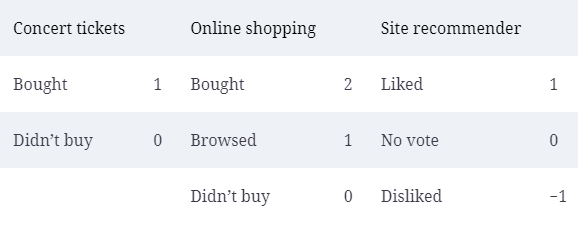 Concert tickets Online shopping Site recommender
Bought 1 Bought 2 Liked 1
Didn’t buy 0 Browsed 1 No vote 0
Didn’t buy 0 Disliked −1